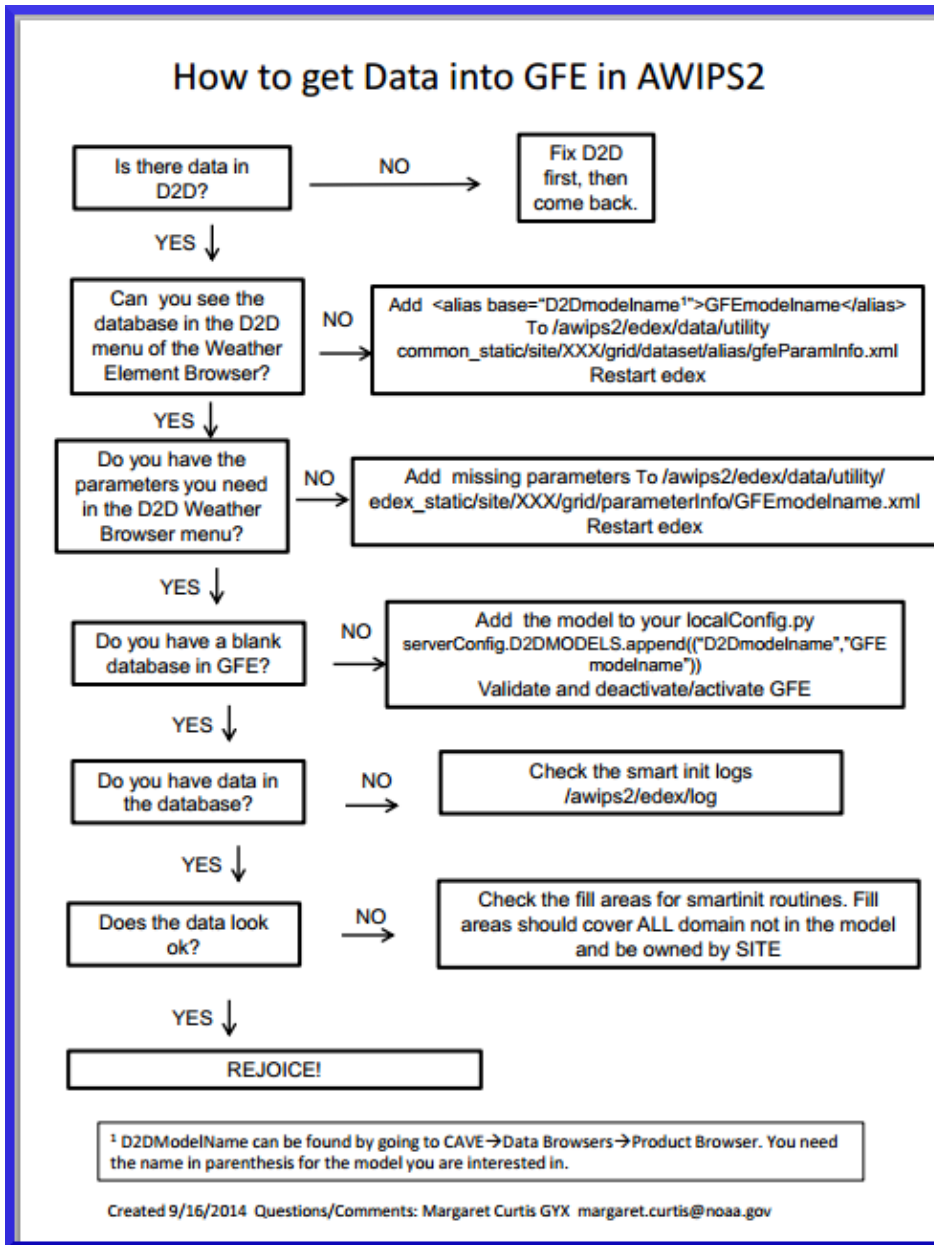 How to get Data into GFE in AWIPS2
Is there data in
D2D?
NO
Fix D2D
first, then
come back.
YES
Can  you see the
database in the D2D
menu of the Weather
Element Browser?
NO
Add  <alias base=“D2Dmodelname¹”>GFEmodelname</alias>
To /awips2/edex/data/utility
common_static/site/XXX/grid/dataset/alias/gfeParamInfo.xml
Restart edex
YES
Do you have the
parameters you need
in the D2D Weather
Browser menu?
NO
Add  missing parameters To /awips2/edex/data/utility/
edex_static/site/XXX/grid/parameterInfo/GFEmodelname.xml
Restart edex
YES
Do you have a blank
database in GFE?
NO
Add  the model to your localConfig.py
serverConfig.D2DMODELS.append((“D2Dmodelname”,”GFE
modelname”))
Validate and deactivate/activate GFE
YES
Do you have data in
the database?
NO
Check the smart init logs
/awips2/edex/log
YES
Does the data look
ok?
NO
Check the fill areas for smartinit routines. Fill
areas should cover ALL domain not in the model
and be owned by SITE
YES
REJOICE!
¹ D2DModelName can be found by going to CAVE→Data Browsers→Product Browser. You need
the name in parenthesis for the model you are interested in.
Created 9/16/2014  Questions/Comments: Margaret Curtis GYX  margaret.curtis@noaa.gov